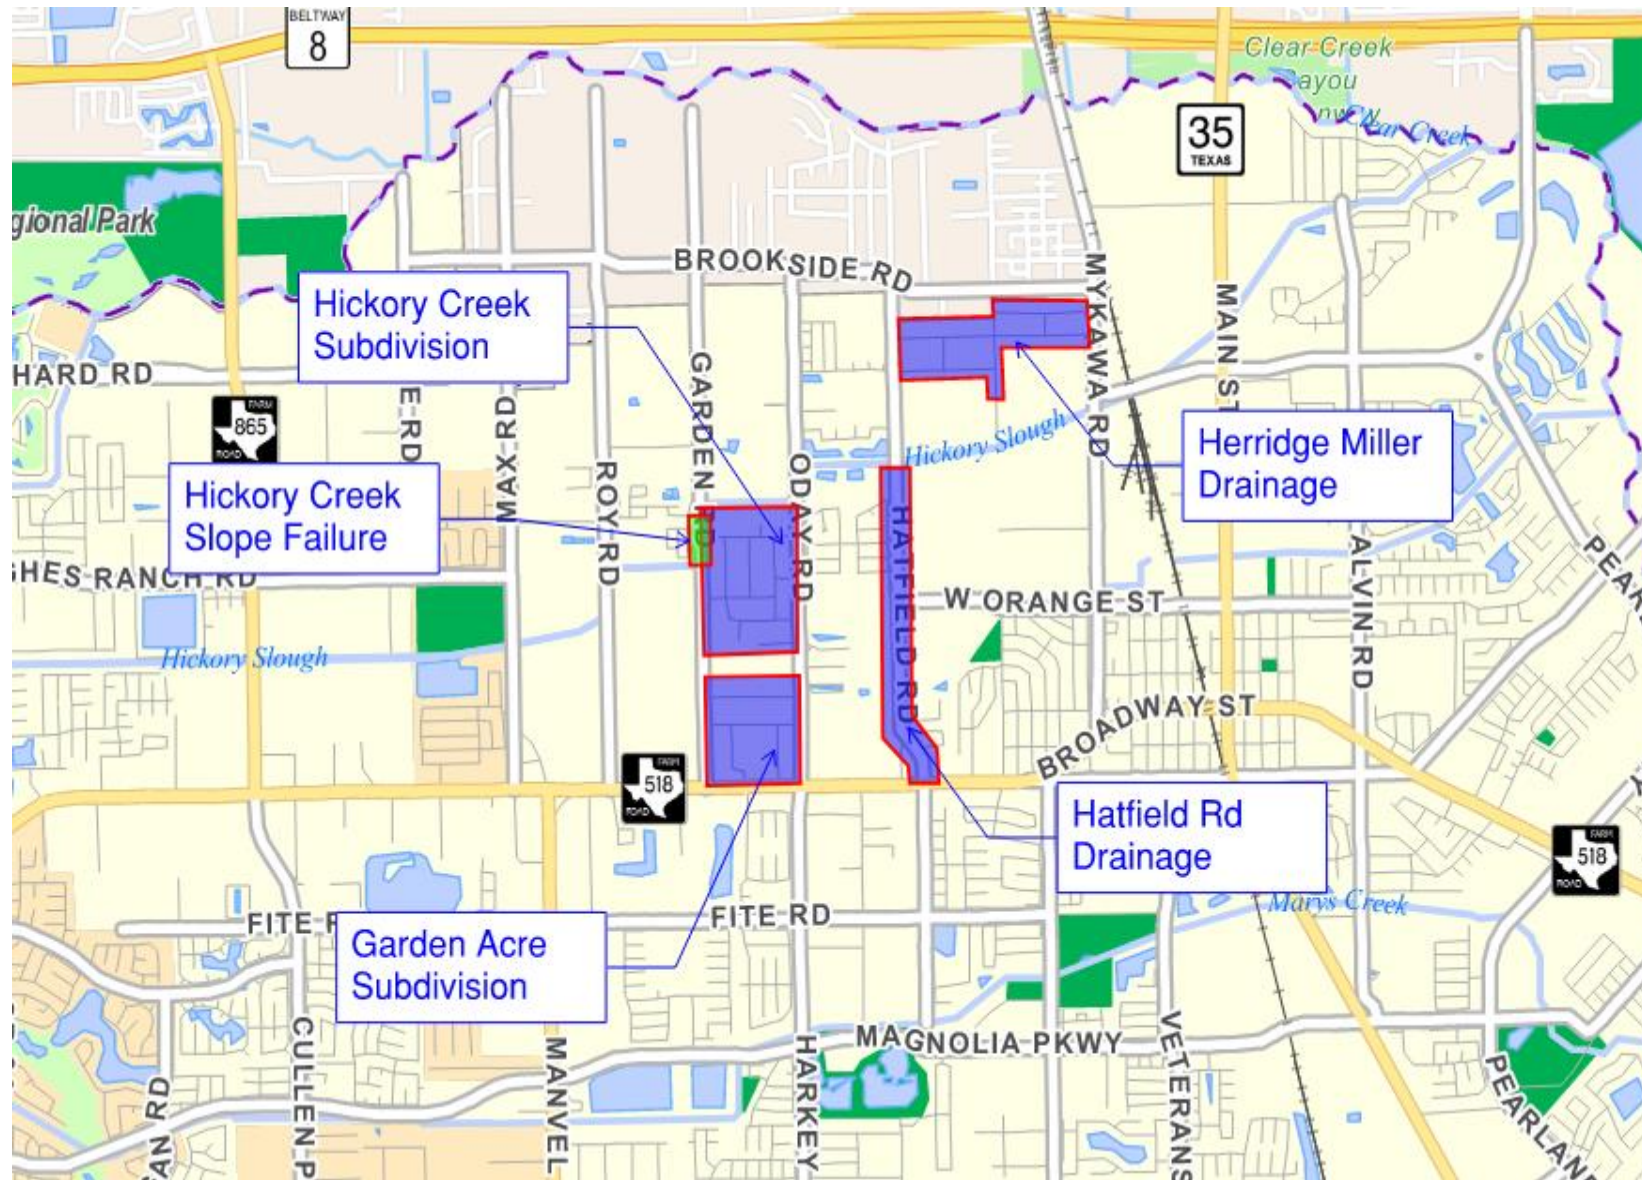 BELTWAY
8
Clear Creek
Bayou
Clear Creek
35
TEXAS
gional Park
BROOKSIDE RD
Hickory Creek
Subdivision
MYKAWA RD
MAIN ST
HARD RD
GARDEN RD
FARM
865
ROAD
E RD
MAX RD
Hickory Slough
Herridge Miller
Drainage
Hickory Creek
Slope Failure
ROY RD
ODAY RD
HATFIELD RD
ALVIN RD
PEAR
GHES RANCH RD
W ORANGE ST
Hickory Slough
BROADWAY ST
FARM
518
ROAD
Hatfield Rd
Drainage
FARM
518
ROAD
Marys Creek
FITE R
FITE RD
Garden Acre
Subdivision
MAGNOLIA PKWY
CULLEN P
MANVEL
HARKEY
VETERANS
PEARLAN
AN RD